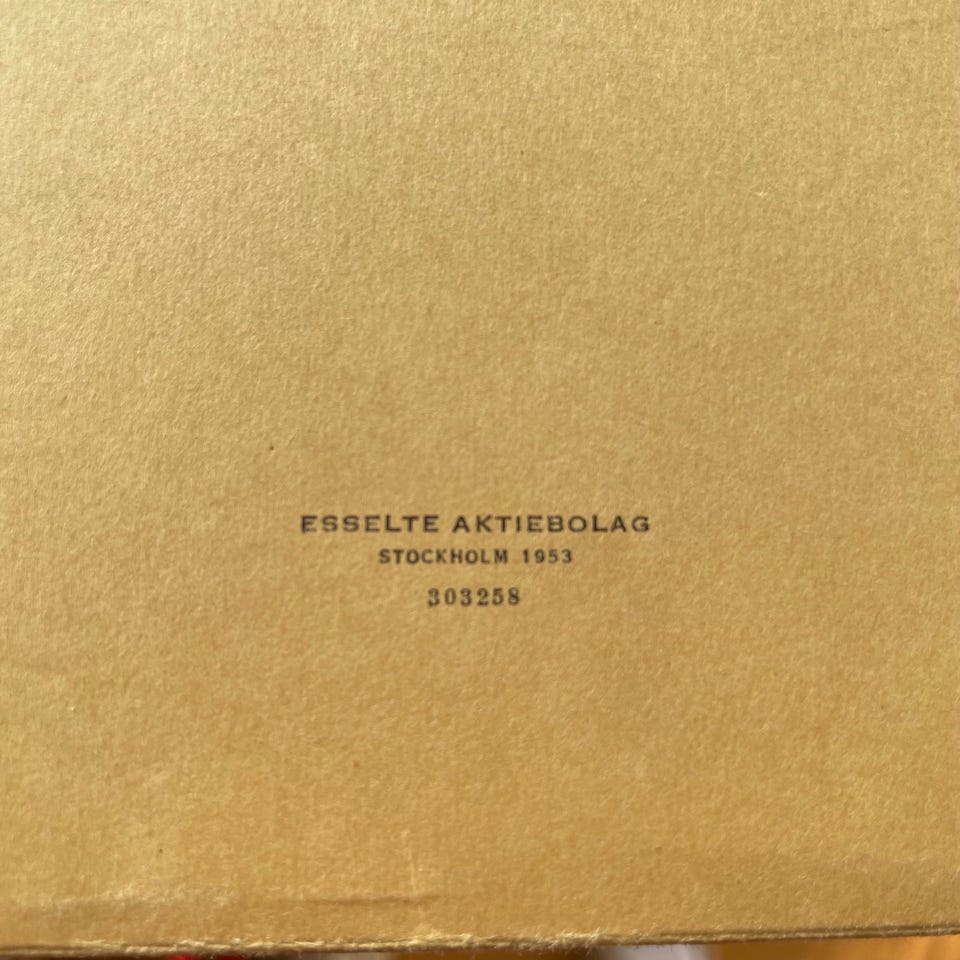 ESSELTE AKTIEBOLAG
STOCKHOLM 1953
303258